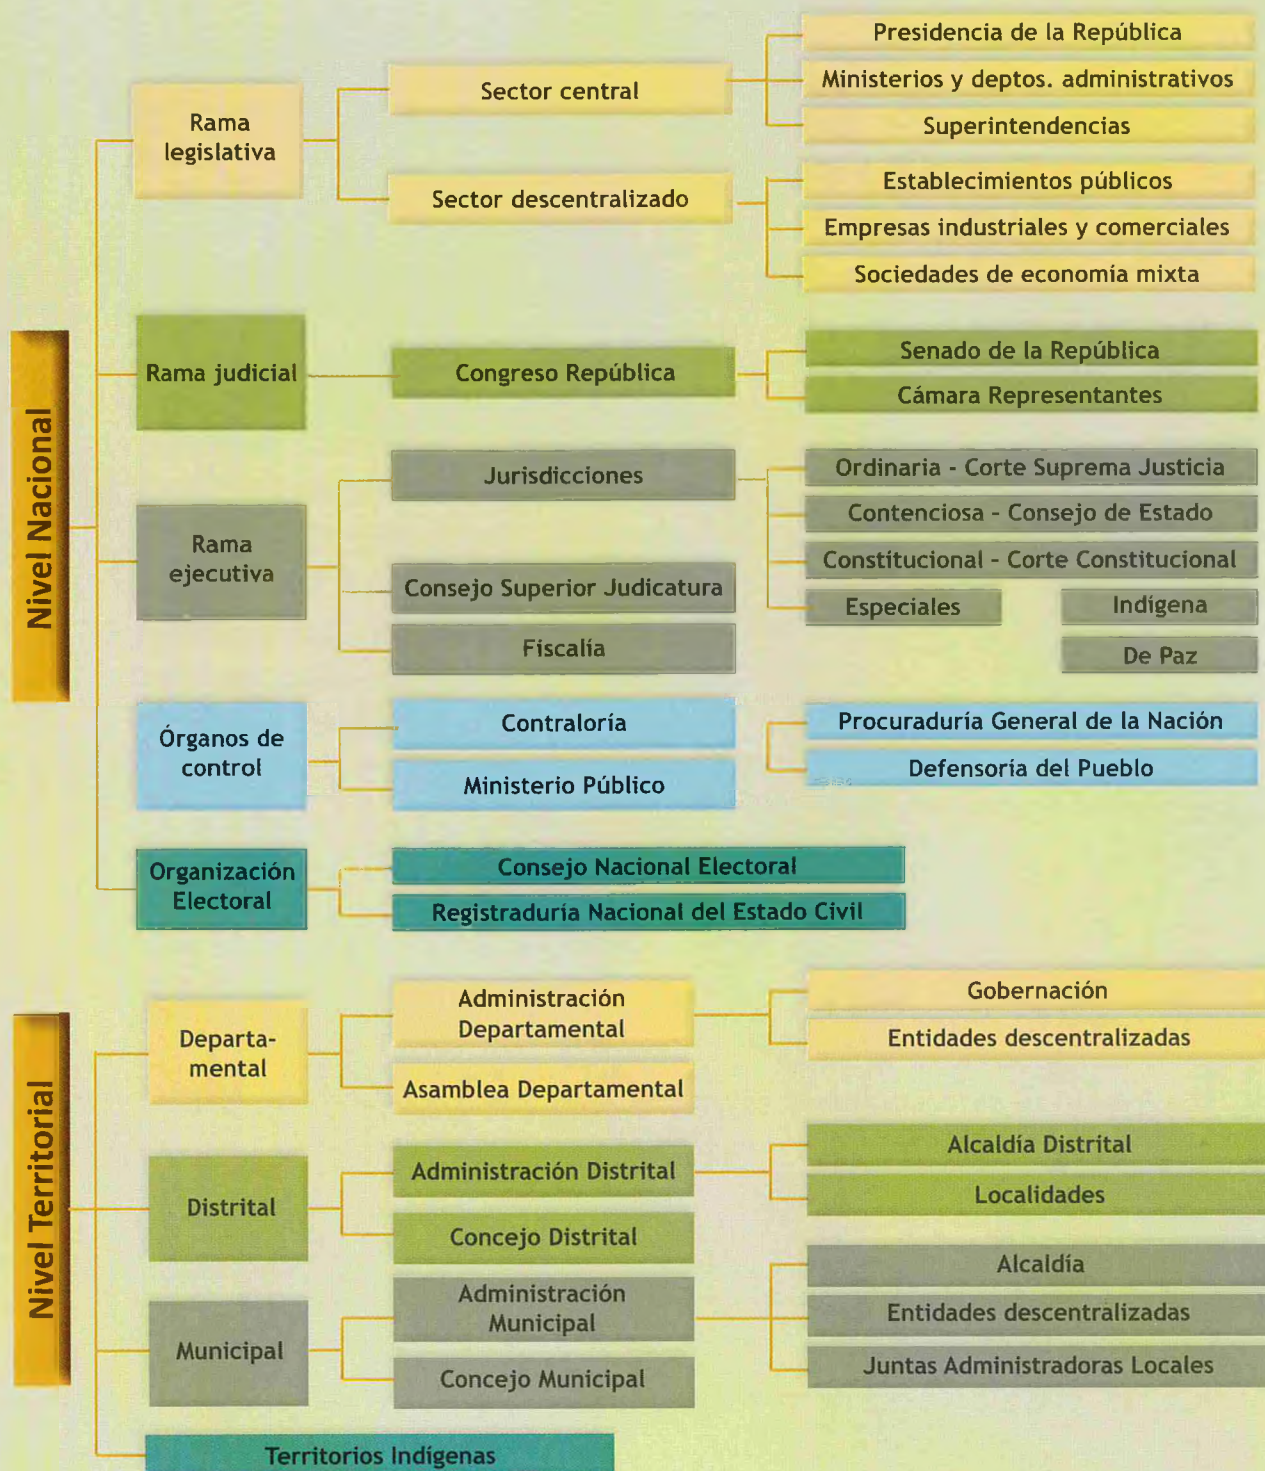 Nivel Nacional
Rama
legislativa
Sector central
Presidencia de la República
Ministerios y deptos. administrativos
Superintendencias
Sector descentralizado
Establecimientos públicos
Empresas industriales y comerciales
Sociedades de economía mixta
Rama judicial
Congreso República
Senado de la República
Cámara Representantes
Rama
ejecutiva
Jurisdicciones
Ordinaria - Corte Suprema Justicia
Contenciosa - Consejo de Estado
Constitucional - Corte Constitucional
Especiales
Indígena
De Paz
Consejo Superior Judicatura
Fiscalía
Órganos de
control
Contraloría
Ministerio Público
Procuraduría General de la Nación
Defensoría del Pueblo
Organización
Electoral
Consejo Nacional Electoral
Registraduría Nacional del Estado Civil
Nivel Territorial
Departa-
mental
Administración
Departamental
Gobernación
Entidades descentralizadas
Asamblea Departamental
Distrital
Administración Distrital
Alcaldía Distrital
Localidades
Concejo Distrital
Municipal
Administración
Municipal
Alcaldía
Entidades descentralizadas
Juntas Administradoras Locales
Concejo Municipal
Territorios Indígenas